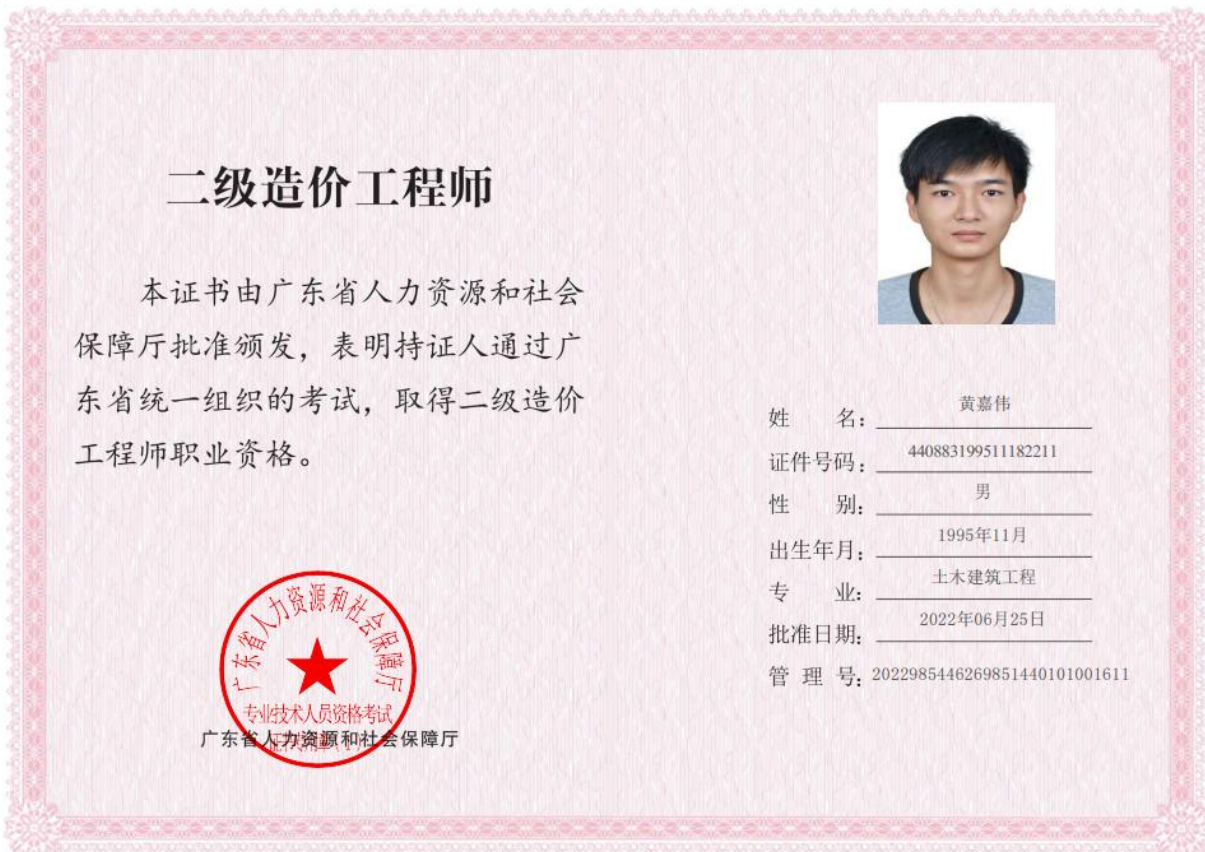 二级造价工程师
本证书由广东省人力资源和社会
保障厅批准颁发，表明持证人通过广
东省统一组织的考试，取得二级造价
工程师职业资格。
广东省人力资源和社会保障厅
专业技术人员资格考试
广东省人力资源和社会保障厅
姓 名：黄嘉伟
证件号码：440883199511182211
性 别：男
出生年月：1995年11月
专 业：土木建筑工程
批准日期：2022年06月25日
管 理 号：2022985446269851440101001611